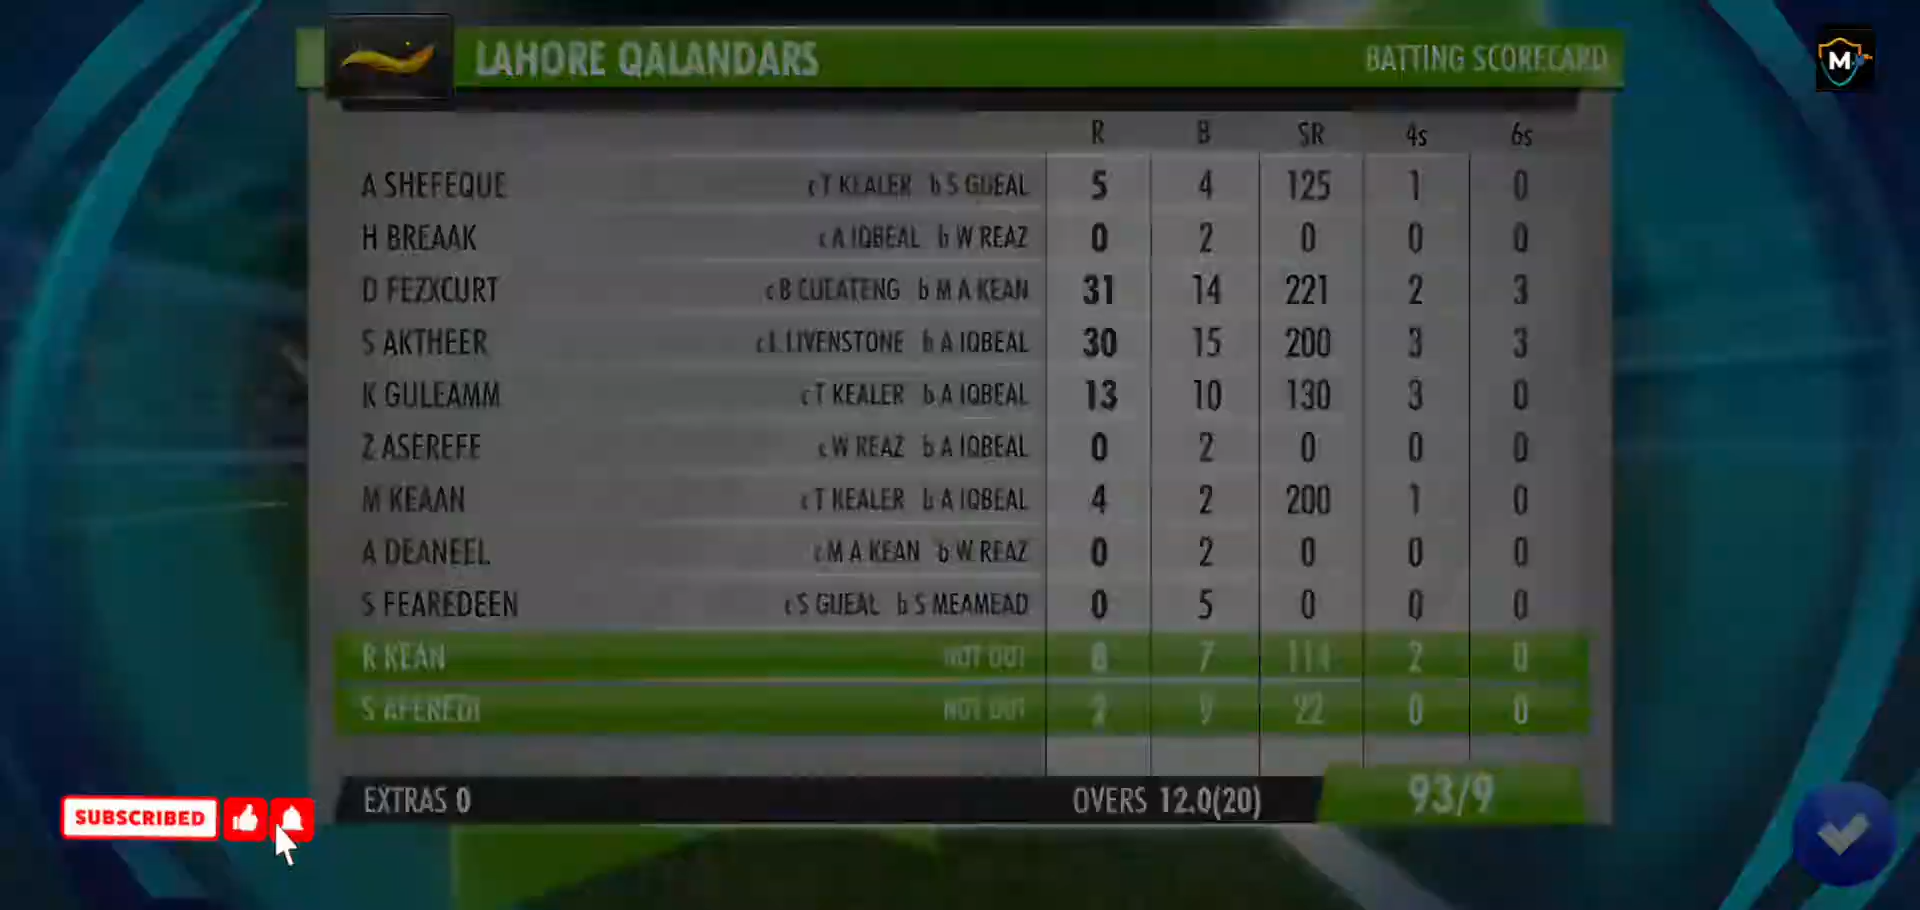 LAHORE QALANDARS BATTING SCORECARD M
R B SR 4s 6s
A SHEFEQUE c T KEALER b S GUEAL 5 4 125 1 0
H BREAAK c A IQBEAL b W REAZ 0 2 0 0 0
D FEZXCURT c B CUEATENG b M A KEAN 31 14 221 2 3
S AKTHEER c L LIVENSTONE b A IQBEAL 30 15 200 3 3
K GULEAMM c T KEALER b A IQBEAL 13 10 130 3 0
Z ASEREFE c W REAZ b A IQBEAL 0 2 0 0 0
M KEAAN c T KEALER b A IQBEAL 4 2 200 1 0
A DEANEEL c M A KEAN b W REAZ 0 2 0 0 0
S FEAREDEEN c S GUEAL b S MEAMEAD 0 5 0 0 0
R KEAN NOT OUT 8 7 114 2 0
S AFEREDI NOT OUT 2 9 22 0 0
EXTRAS 0 OVERS 12.0(20) 93/9
SUBSCRIBED